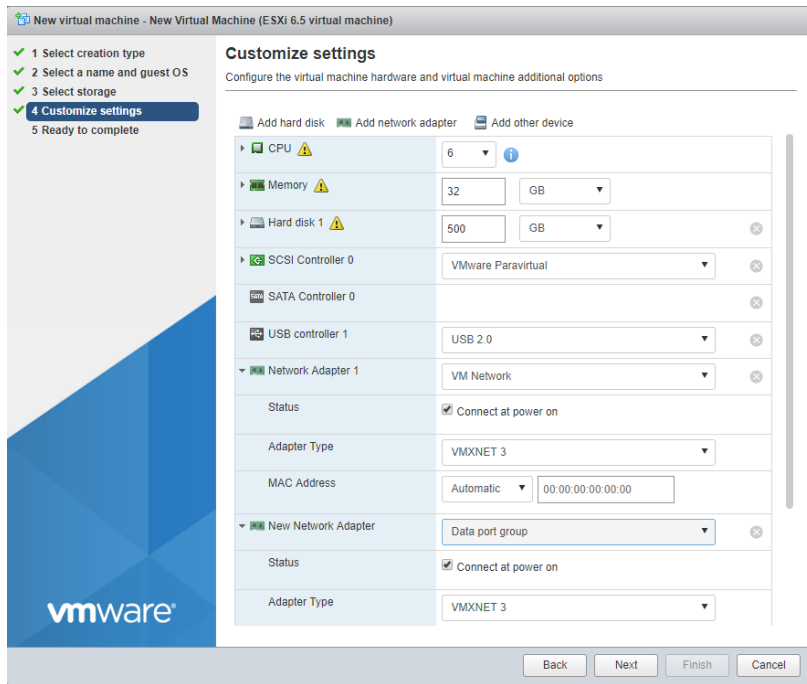 New virtual machine - New Virtual Machine (ESXi 6.5 virtual machine)
1 Select creation type
2 Select a name and guest OS
3 Select storage
4 Customize settings
5 Ready to complete
Customize settings
Configure the virtual machine hardware and virtual machine additional options
Add hard disk Add network adapter Add other device
CPU 6
Memory 32 GB
Hard disk 1 500 GB
SCSI Controller 0 VMware Paravirtual
SATA SATA Controller 0
USB controller 1 USB 2.0
Network Adapter 1 VM Network
Status Connect at power on
Adapter Type VMXNET 3
MAC Address Automatic 00:00:00:00:00:00
New Network Adapter Data port group
Status Connect at power on
Adapter Type VMXNET 3
vmware®
Back Next Finish Cancel